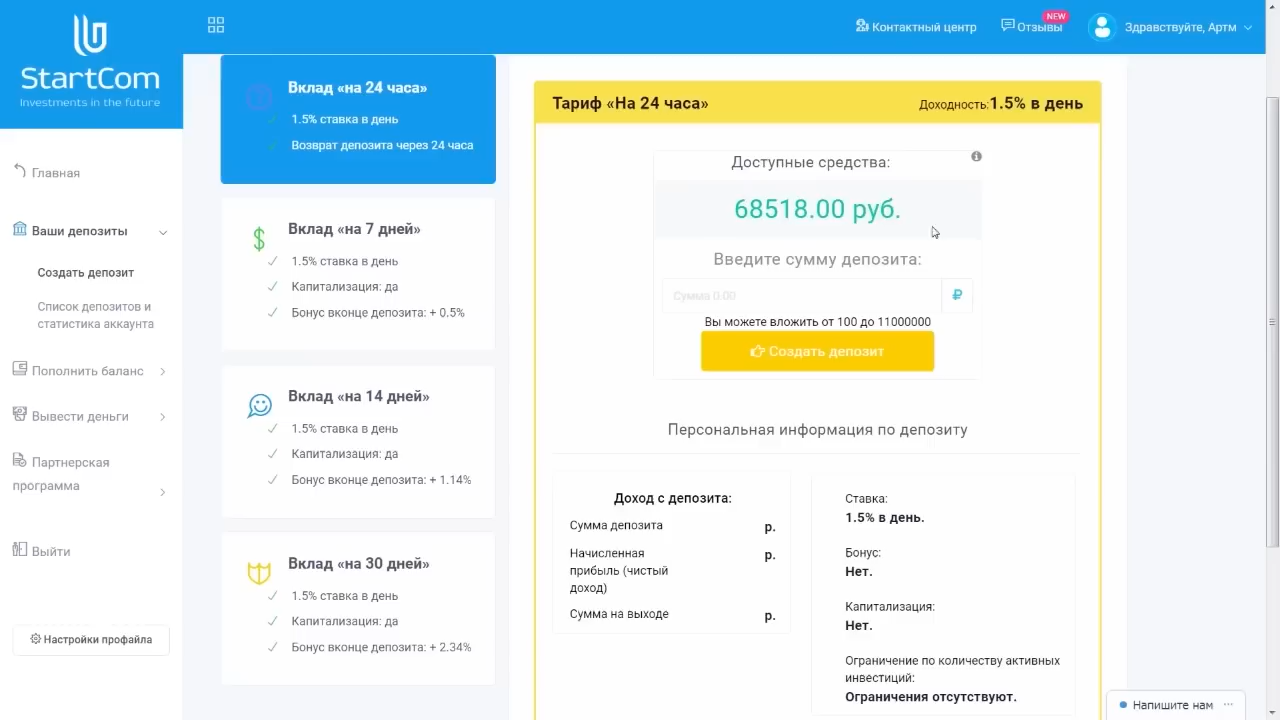 StartCom
Investments in the future
Контактный центр
Отзывы
NEW
Здравствуйте, Артм
Главная
Ваши депозиты
Создать депозит
Список депозитов и
статистика аккаунта
Пополнить баланс
Вывести деньги
Партнерская
программа
Выйти
Настройки профиля
Вклад «на 24 часа»
1.5% ставка в день
Возврат депозита через 24 часа
Вклад «на 7 дней»
1.5% ставка в день
Капитализация: да
Бонус вконце депозита: + 0.5%
Вклад «на 14 дней»
1.5% ставка в день
Капитализация: да
Бонус вконце депозита: + 1.14%
Вклад «на 30 дней»
1.5% ставка в день
Капитализация: да
Бонус вконце депозита: + 2.34%
Тариф «На 24 часа»
Доходность:1.5% в день
Доступные средства:
68518.00 руб.
Введите сумму депозита:
Сумма 0.00
₽
Вы можете вложить от 100 до 11000000
Создать депозит
Персональная информация по депозиту
Доход с депозита:
Сумма депозита р.
Начисленная р.
прибыль (чистый
доход)
Сумма на выходе р.
Ставка:
1.5% в день.
Бонус:
Нет.
Капитализация:
Нет.
Ограничение по количеству активных
инвестиций:
Ограничения отсутствуют.
Напишите нам